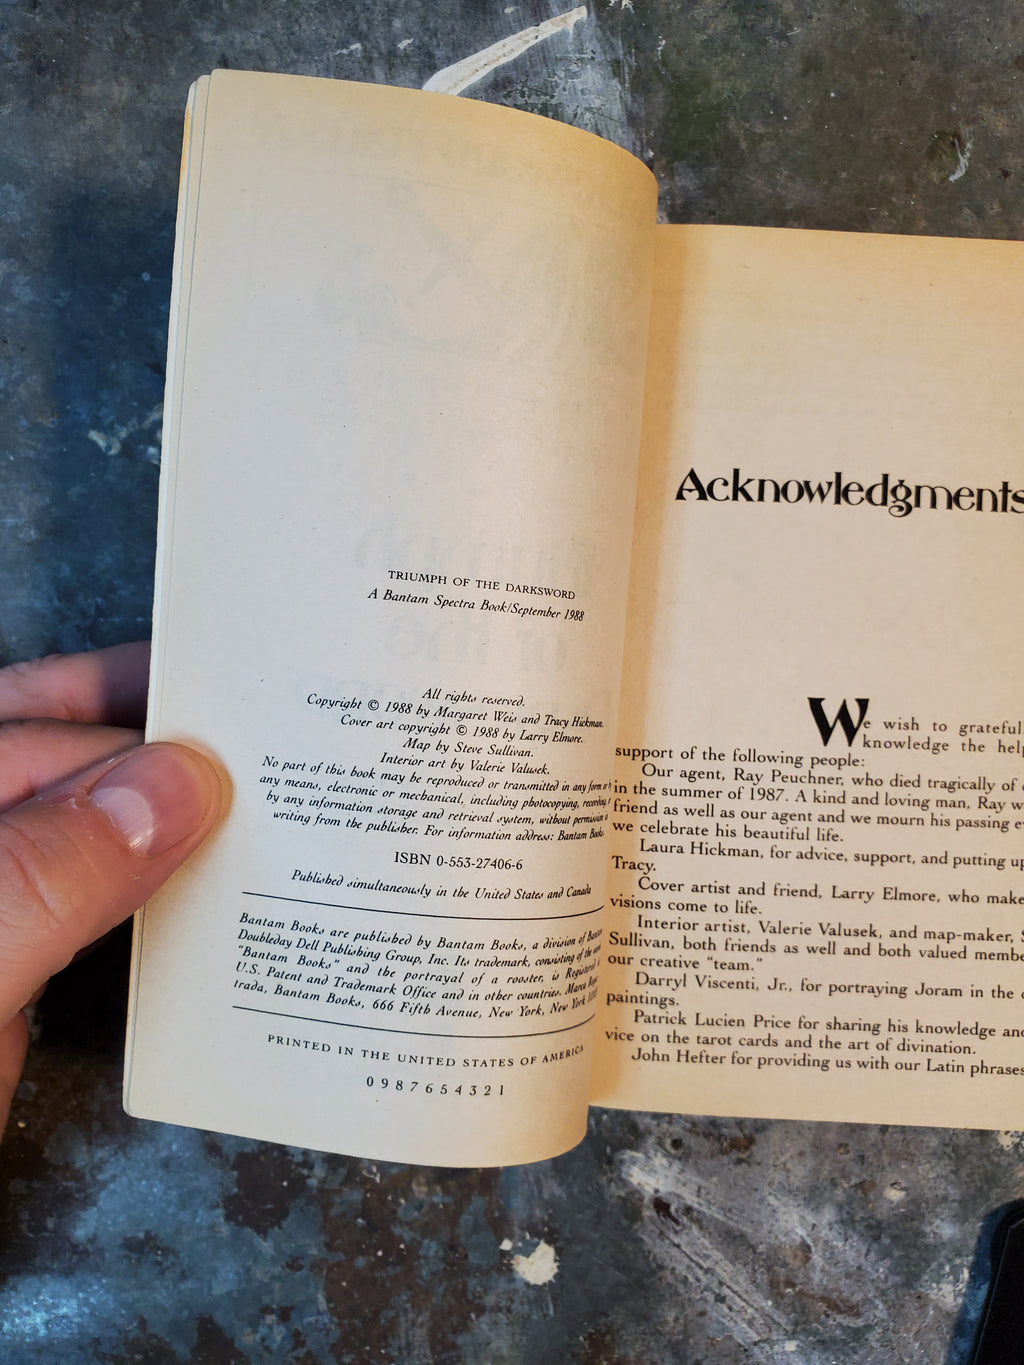 TRIUMPH OF THE DARKSWORD
A Bantam Spectra Book/September 1988
All rights reserved.
Copyright © 1988 by Margaret Weis and Tracy Hickman.
Cover art copyright © 1988 by Larry Elmore.
Map by Steve Sullivan.
Interior art by Valerie Valusek.
No part of this book may be reproduced or transmitted in any form or
any means, electronic or mechanical, including photocopying, recording,
by any information storage and retrieval system, without permission
writing from the publisher. For information address: Bantam Books
ISBN 0-553-27406-6
Published simultaneously in the United States and Canada
Bantam Books are published by Bantam Books, a division of Bantam
Doubleday Dell Publishing Group, Inc. Its trademark, consisting of the
"Bantam Books" and the portrayal of a rooster, is Registered
U.S. Patent and Trademark Office and in other countries. Marca
trada, Bantam Books, 666 Fifth Avenue, New York, New York
PRINTED IN THE UNITED STATES OF AMERICA
0 9 8 7 6 5 4 3 2 1
Acknowledgments
We wish to
knowledge the
support of the following people:
Our agent, Ray Peuchner, who died tragically of
in the summer of 1987. A kind and loving man, Ray
friend as well as our agent and we mourn his passing
we celebrate his beautiful life.
Laura Hickman, for advice, support, and putting up
Tracy.
Cover artist and friend, Larry Elmore, who
visions come to life.
Interior artist, Valerie Valusek, and map-maker,
Sullivan, both friends as well and both valued
our creative "team."
Darryl Viscenti, Jr., for portraying Joram in the
paintings.
Patrick Lucien Price for sharing his knowledge
vice on the tarot cards and the art of divination.
John Hefter for providing us with our Latin phrases